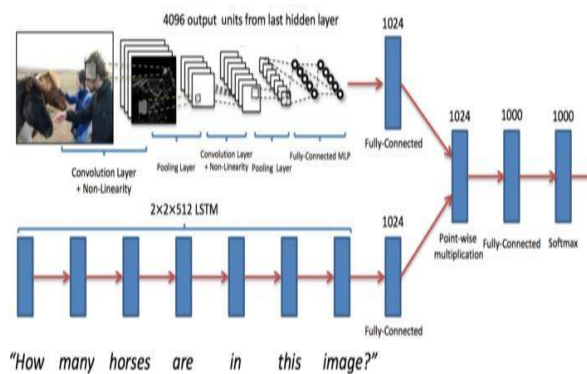 4096 output units from last hidden layer
1024
Convolution Layer
+ Non-Linearity
Pooling Layer
Convolution Layer
+ Non-Linearity
Pooling Layer
Fully-Connected MLP
Fully-Connected
2×2×512 LSTM
1024
Fully-Connected
1024
Point-wise
multiplication
1000
Fully-Connected
1000
Softmax
"How many horses are in this image?"